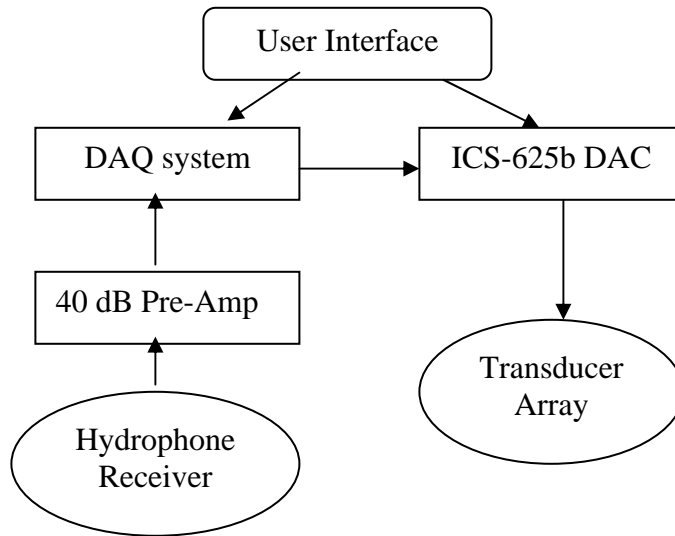 User Interface
DAQ system
ICS-625b DAC
40 dB Pre-Amp
Transducer
Array
Hydrophone
Receiver